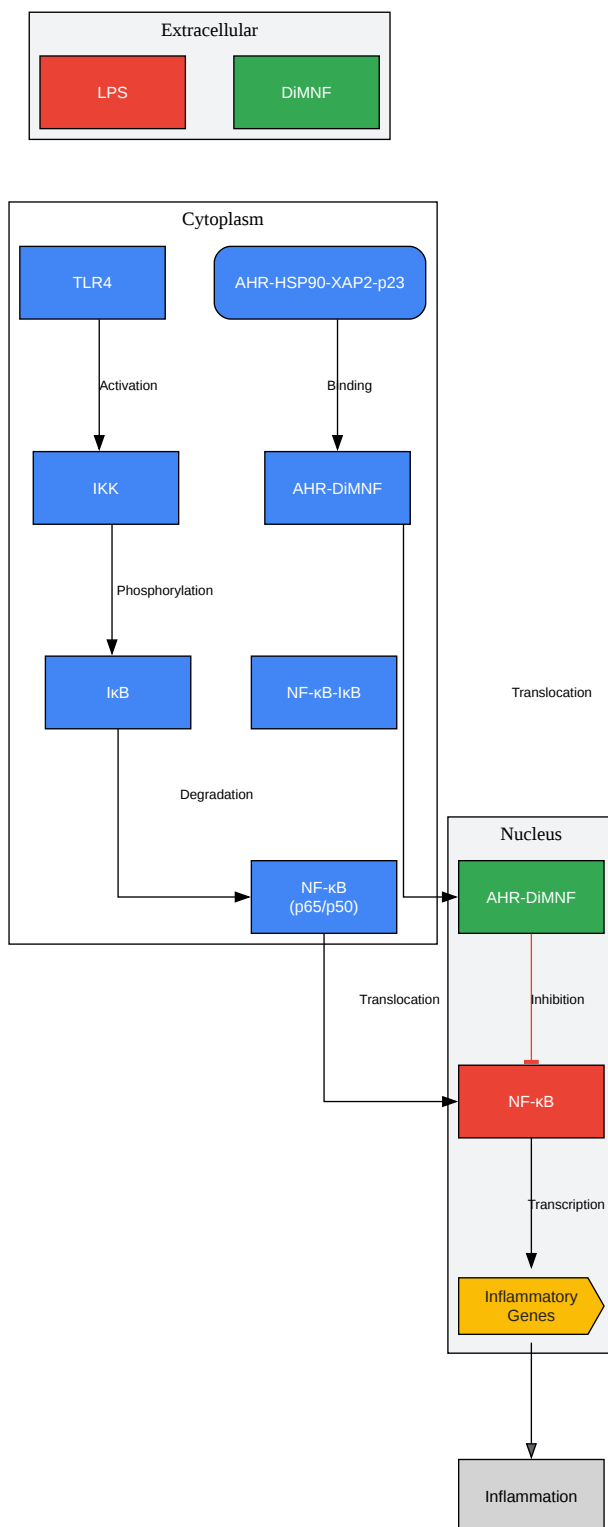 Extracellular
LPS
DiMNF
Cytoplasm
TLR4
AHR-HSP90-XAP2-p23
Activation
Binding
IKK
AHR-DiMNF
Phosphorylation
IκB
NF-κB-IκB
Translocation
Degradation
Nucleus
NF-κB
(p65/p50)
AHR-DiMNF
Translocation
Inhibition
NF-κB
Transcription
Inflammatory
Genes
Inflammation